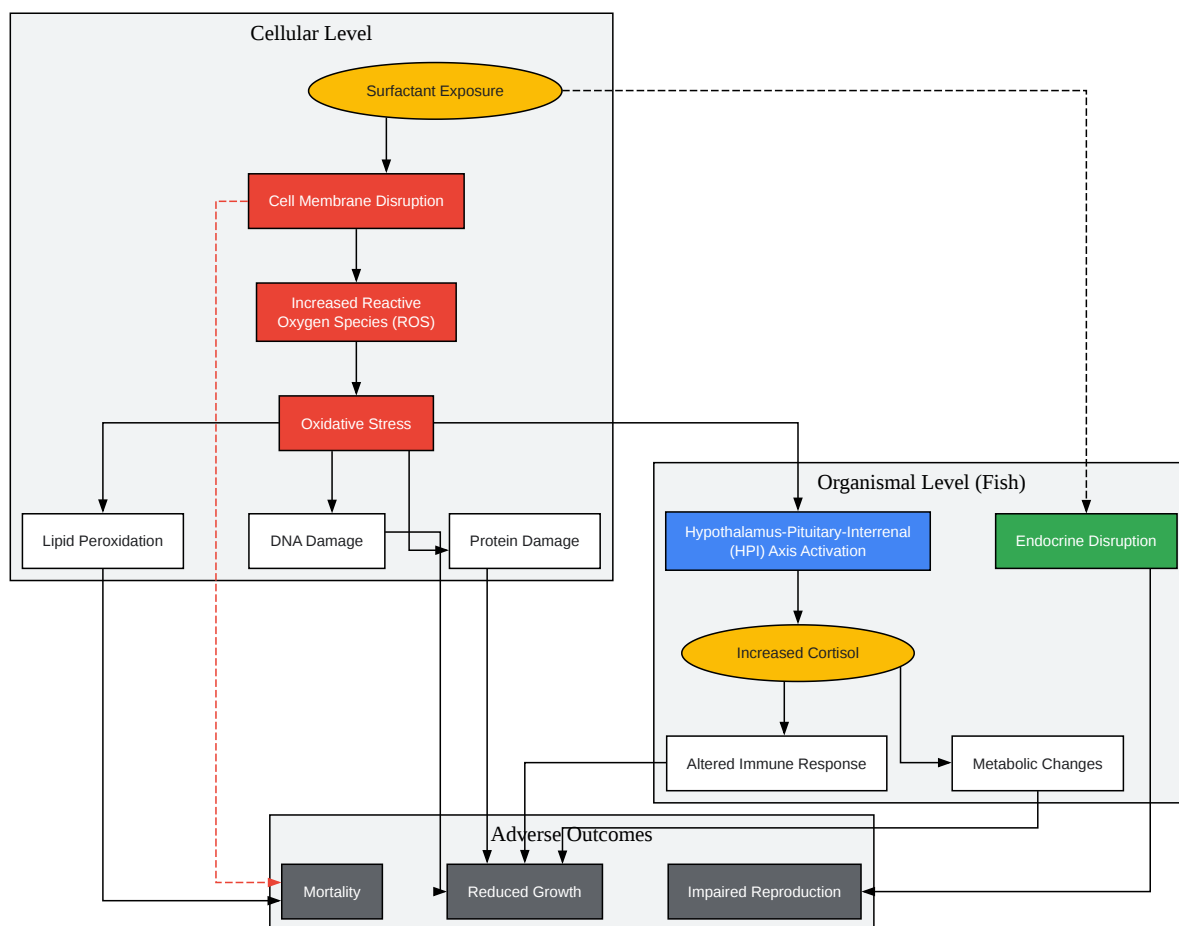 Cellular Level
Surfactant Exposure
Cell Membrane Disruption
Increased Reactive
Oxygen Species (ROS)
Oxidative Stress
Lipid Peroxidation
DNA Damage
Protein Damage
Organismal Level (Fish)
Hypothalamus-Pituitary-Interrenal
(HPI) Axis Activation
Endocrine Disruption
Increased Cortisol
Altered Immune Response
Metabolic Changes
Adverse Outcomes
Mortality
Reduced Growth
Impaired Reproduction